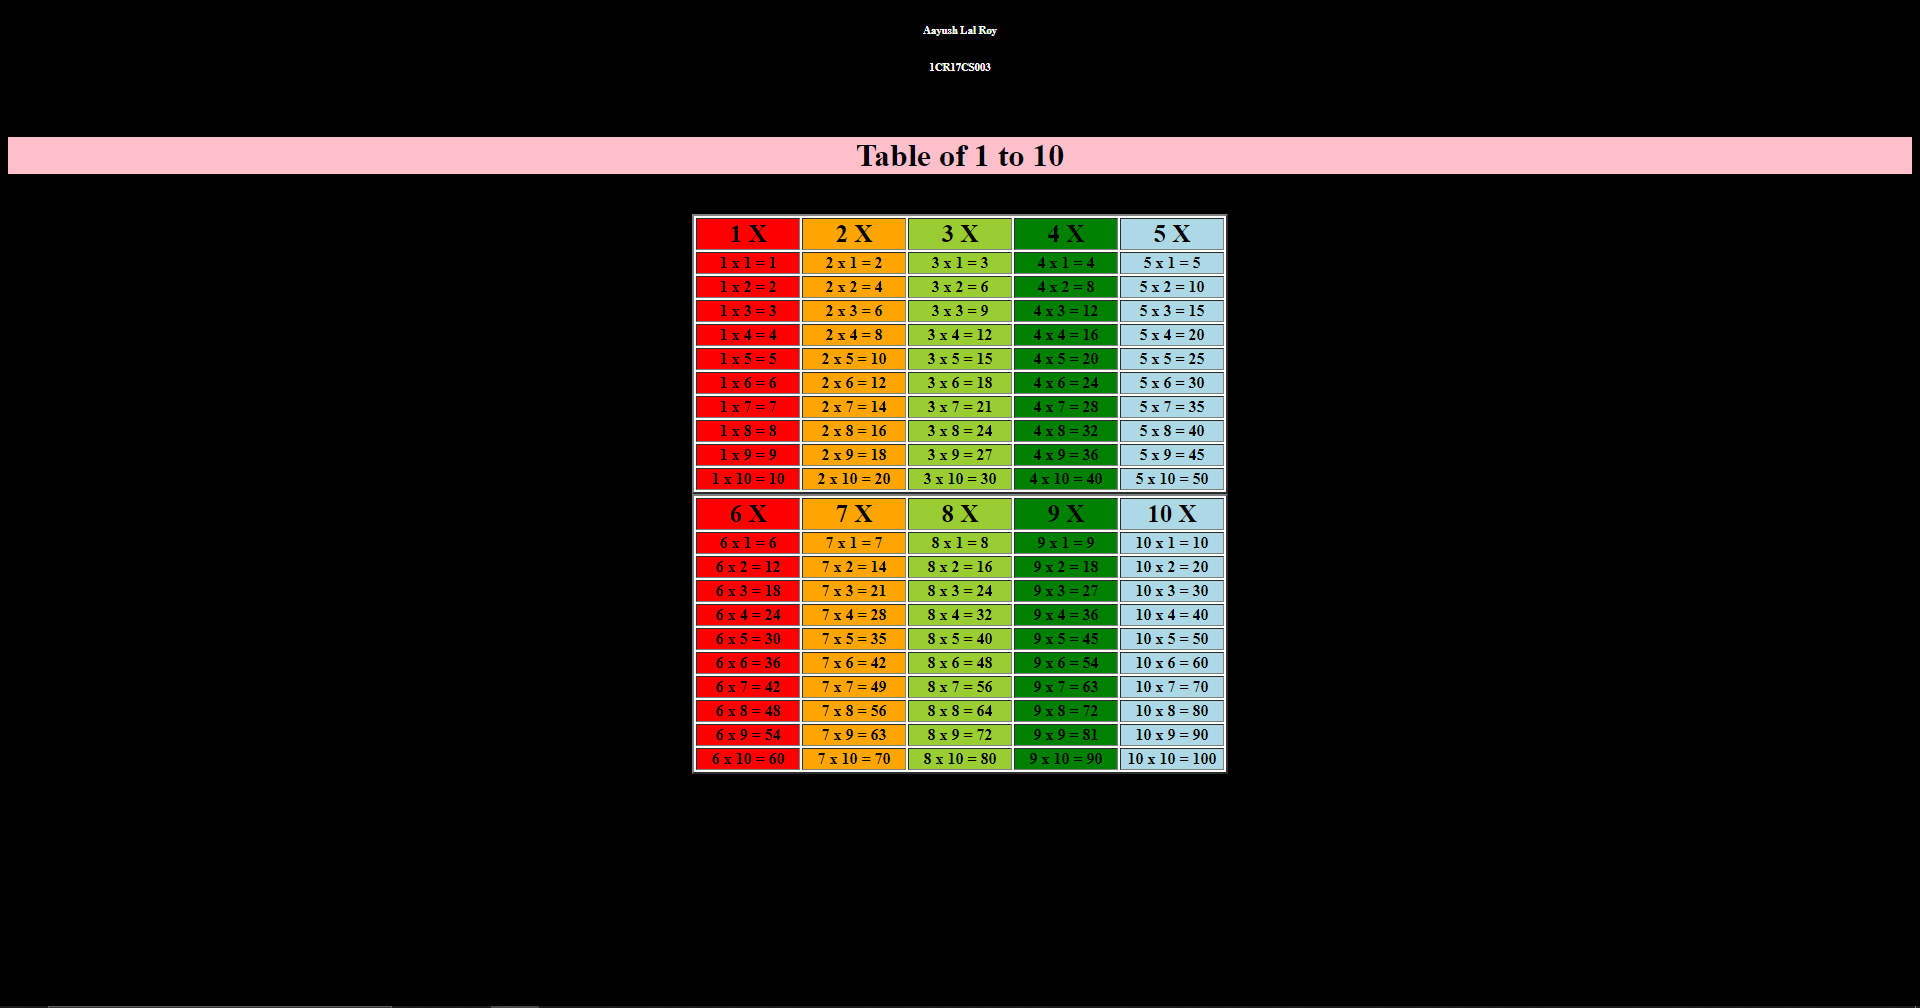 Aayush Lal Roy
1CR17CS003
Table of 1 to 10
1 X 2 X 3 X 4 X 5 X
1 x 1 = 1 2 x 1 = 2 3 x 1 = 3 4 x 1 = 4 5 x 1 = 5
1 x 2 = 2 2 x 2 = 4 3 x 2 = 6 4 x 2 = 8 5 x 2 = 10
1 x 3 = 3 2 x 3 = 6 3 x 3 = 9 4 x 3 = 12 5 x 3 = 15
1 x 4 = 4 2 x 4 = 8 3 x 4 = 12 4 x 4 = 16 5 x 4 = 20
1 x 5 = 5 2 x 5 = 10 3 x 5 = 15 4 x 5 = 20 5 x 5 = 25
1 x 6 = 6 2 x 6 = 12 3 x 6 = 18 4 x 6 = 24 5 x 6 = 30
1 x 7 = 7 2 x 7 = 14 3 x 7 = 21 4 x 7 = 28 5 x 7 = 35
1 x 8 = 8 2 x 8 = 16 3 x 8 = 24 4 x 8 = 32 5 x 8 = 40
1 x 9 = 9 2 x 9 = 18 3 x 9 = 27 4 x 9 = 36 5 x 9 = 45
1 x 10 = 10 2 x 10 = 20 3 x 10 = 30 4 x 10 = 40 5 x 10 = 50
6 X 7 X 8 X 9 X 10 X
6 x 1 = 6 7 x 1 = 7 8 x 1 = 8 9 x 1 = 9 10 x 1 = 10
6 x 2 = 12 7 x 2 = 14 8 x 2 = 16 9 x 2 = 18 10 x 2 = 20
6 x 3 = 18 7 x 3 = 21 8 x 3 = 24 9 x 3 = 27 10 x 3 = 30
6 x 4 = 24 7 x 4 = 28 8 x 4 = 32 9 x 4 = 36 10 x 4 = 40
6 x 5 = 30 7 x 5 = 35 8 x 5 = 40 9 x 5 = 45 10 x 5 = 50
6 x 6 = 36 7 x 6 = 42 8 x 6 = 48 9 x 6 = 54 10 x 6 = 60
6 x 7 = 42 7 x 7 = 49 8 x 7 = 56 9 x 7 = 63 10 x 7 = 70
6 x 8 = 48 7 x 8 = 56 8 x 8 = 64 9 x 8 = 72 10 x 8 = 80
6 x 9 = 54 7 x 9 = 63 8 x 9 = 72 9 x 9 = 81 10 x 9 = 90
6 x 10 = 60 7 x 10 = 70 8 x 10 = 80 9 x 10 = 90 10 x 10 = 100